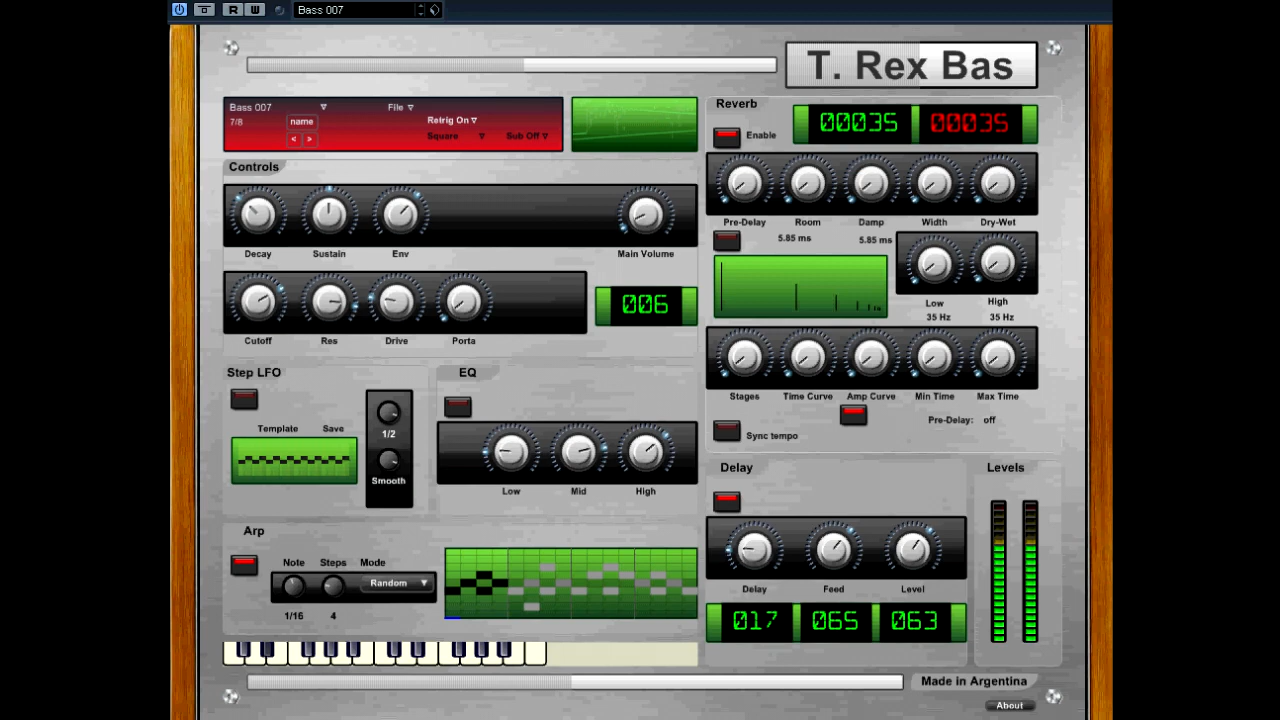 R W Bass 007
T. Rex Bas
Bass 007 File
7/8 name Retrig On
< > Square Sub Off
Controls
Decay Sustain Env Main Volume
006
Cutoff Res Drive Porta
Step LFO
Template Save
1/2
Smooth
EQ
Low Mid High
Arp
Note Steps Mode
Random
1/16 4
Reverb
Enable
00035 00035
Pre-Delay Room Damp Width Dry-Wet
5.85 ms 5.85 ms
Low High
35 Hz 35 Hz
Stages Time Curve Amp Curve Min Time Max Time
Pre-Delay: off
Sync tempo
Delay
Delay Feed Level
017 065 063
Levels
Made in Argentina
About